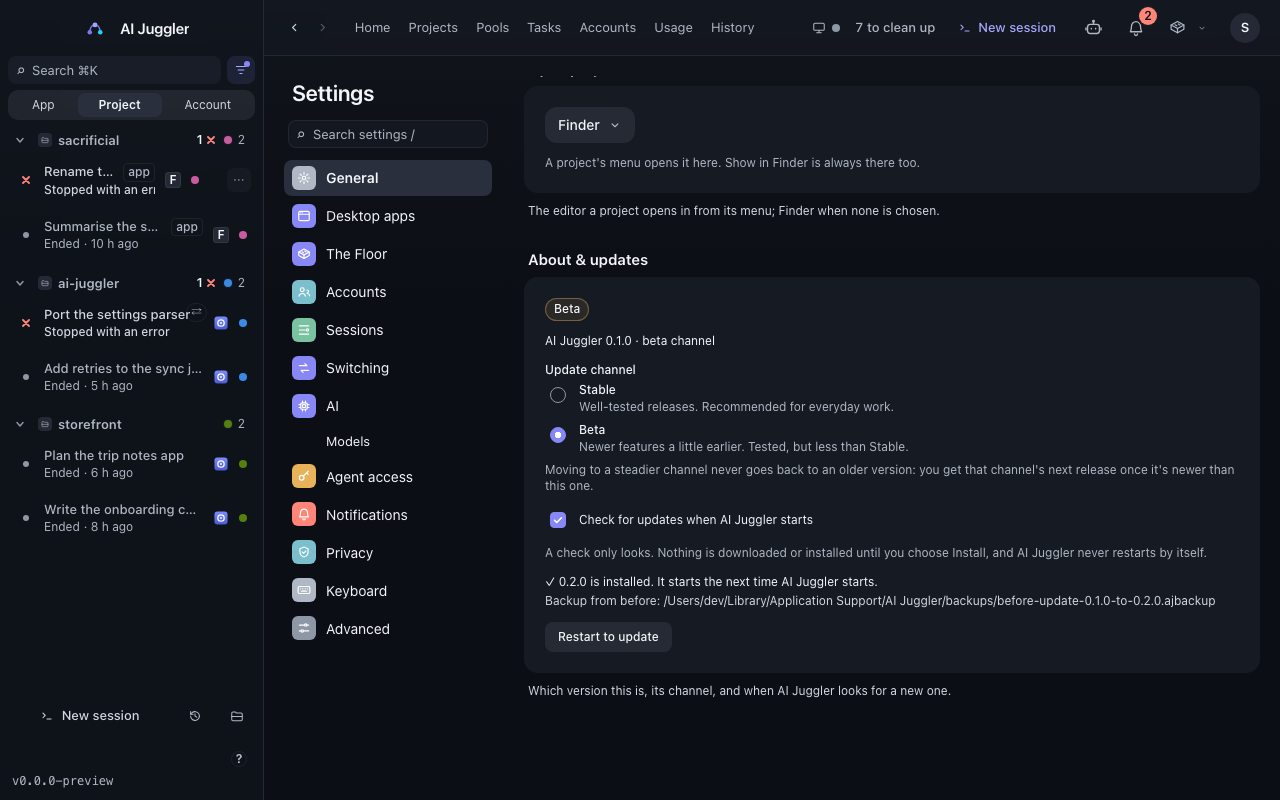 AI Juggler
Search ⌘K
App Project Account
sacrificial 1 2
Rename t... app F
Stopped with an err
Summarise the s... app F
Ended · 10 h ago
ai-juggler 1 2
Port the settings parser
Stopped with an error
Add retries to the sync j...
Ended · 5 h ago
storefront 2
Plan the trip notes app
Ended · 6 h ago
Write the onboarding c...
Ended · 8 h ago
New session
?
v0.0.0-preview
Home Projects Pools Tasks Accounts Usage History
7 to clean up
New session
2
S
Settings
Search settings /
General
Desktop apps
The Floor
Accounts
Sessions
Switching
AI
Models
Agent access
Notifications
Privacy
Keyboard
Advanced
Finder
A project's menu opens it here. Show in Finder is always there too.
The editor a project opens in from its menu; Finder when none is chosen.
About & updates
Beta
AI Juggler 0.1.0 · beta channel
Update channel
Stable
Well-tested releases. Recommended for everyday work.
Beta
Newer features a little earlier. Tested, but less than Stable.
Moving to a steadier channel never goes back to an older version: you get that channel's next release once it's newer than
this one.
Check for updates when AI Juggler starts
A check only looks. Nothing is downloaded or installed until you choose Install, and AI Juggler never restarts by itself.
✓ 0.2.0 is installed. It starts the next time AI Juggler starts.
Backup from before: /Users/dev/Library/Application Support/AI Juggler/backups/before-update-0.1.0-to-0.2.0.ajbackup
Restart to update
Which version this is, its channel, and when AI Juggler looks for a new one.